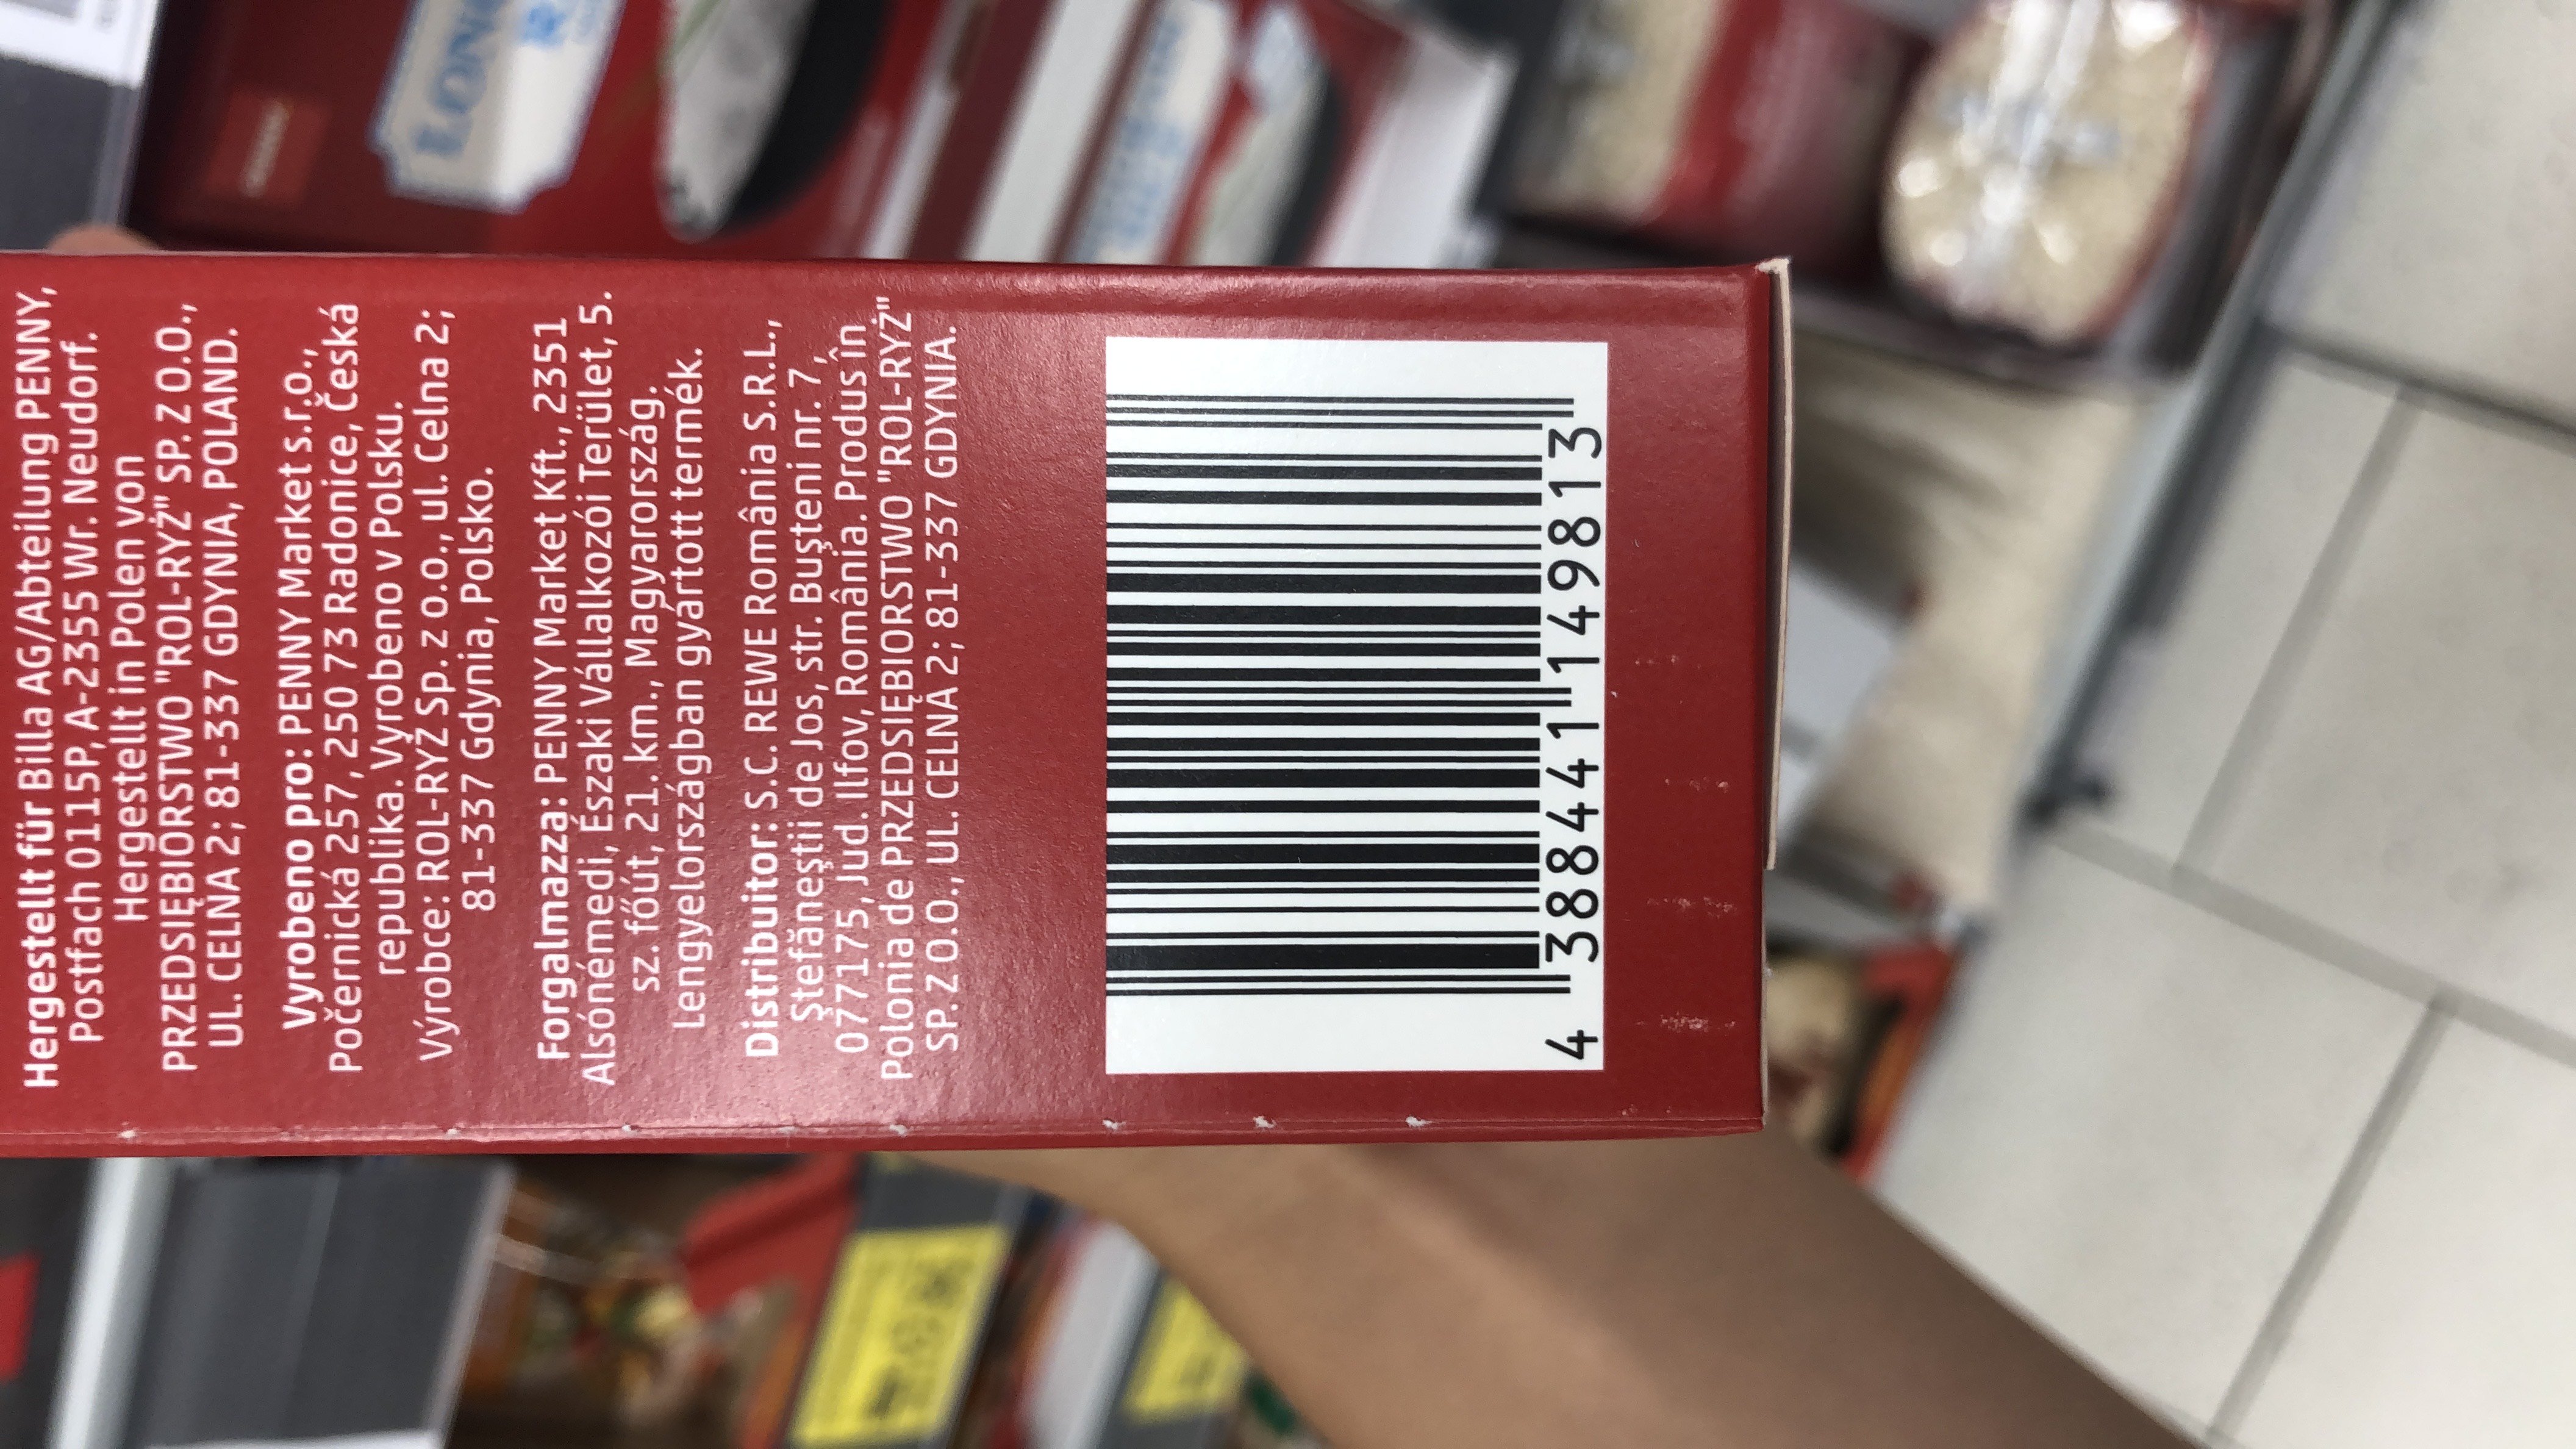 Hergestellt für Billa AG/Abteilung PENNY,
Postfach 0115P, A-2355 Wr. Neudorf.
Hergestellt in Polen von
PRZEDSIĘBIORSTWO "ROL-RYŻ" SP. Z O.O.,
UL. CELNA 2; 81-337 GDYNIA, POLAND.
Vyrobeno pro: PENNY Market s.r.o.,
Počernická 257, 250 73 Radonice, Česká
republika. Vyrobeno v Polsku.
Výrobce: ROL-RYŻ Sp. z o.o., ul. Celna 2;
81-337 Gdynia, Polsko.
Forgalmazza: PENNY Market Kft., 2351
Alsónémedi, Északi Vállalkozói Terület, 5.
sz. főút, 21. km., Magyarország.
Lengyelországban gyártott termék.
Distribuitor: S.C. REWE România S.R.L.,
Ştefăneştii de Jos, str. Buşteni nr. 7,
077175, Jud. Ilfov, România. Produs în
Polonia de PRZEDSIĘBIORSTWO "ROL-RYŻ"
SP. Z O.O., UL. CELNA 2; 81-337 GDYNIA.
4 388441 149813
LONG